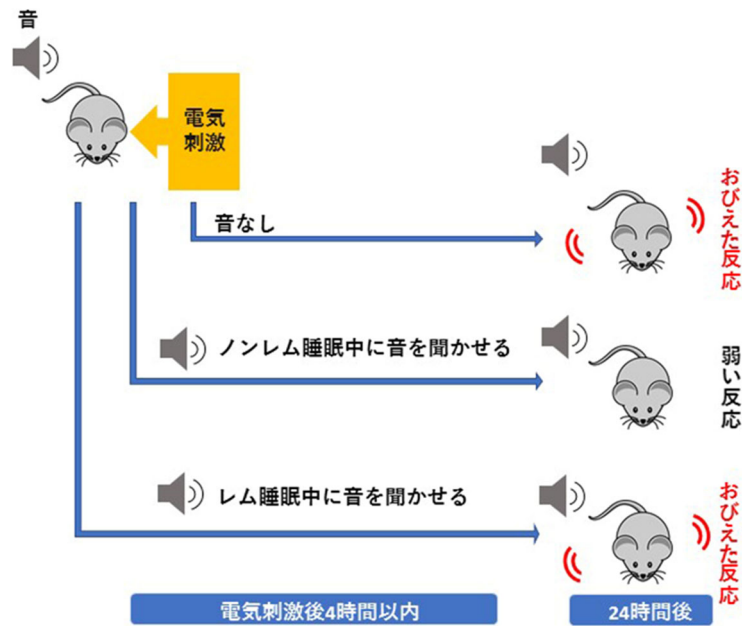 音
電気
刺激
音なし
おびえた反応
ノンレム睡眠中に音を聞かせる
弱い反応
レム睡眠中に音を聞かせる
おびえた反応
電気刺激後4時間以内
24時間後